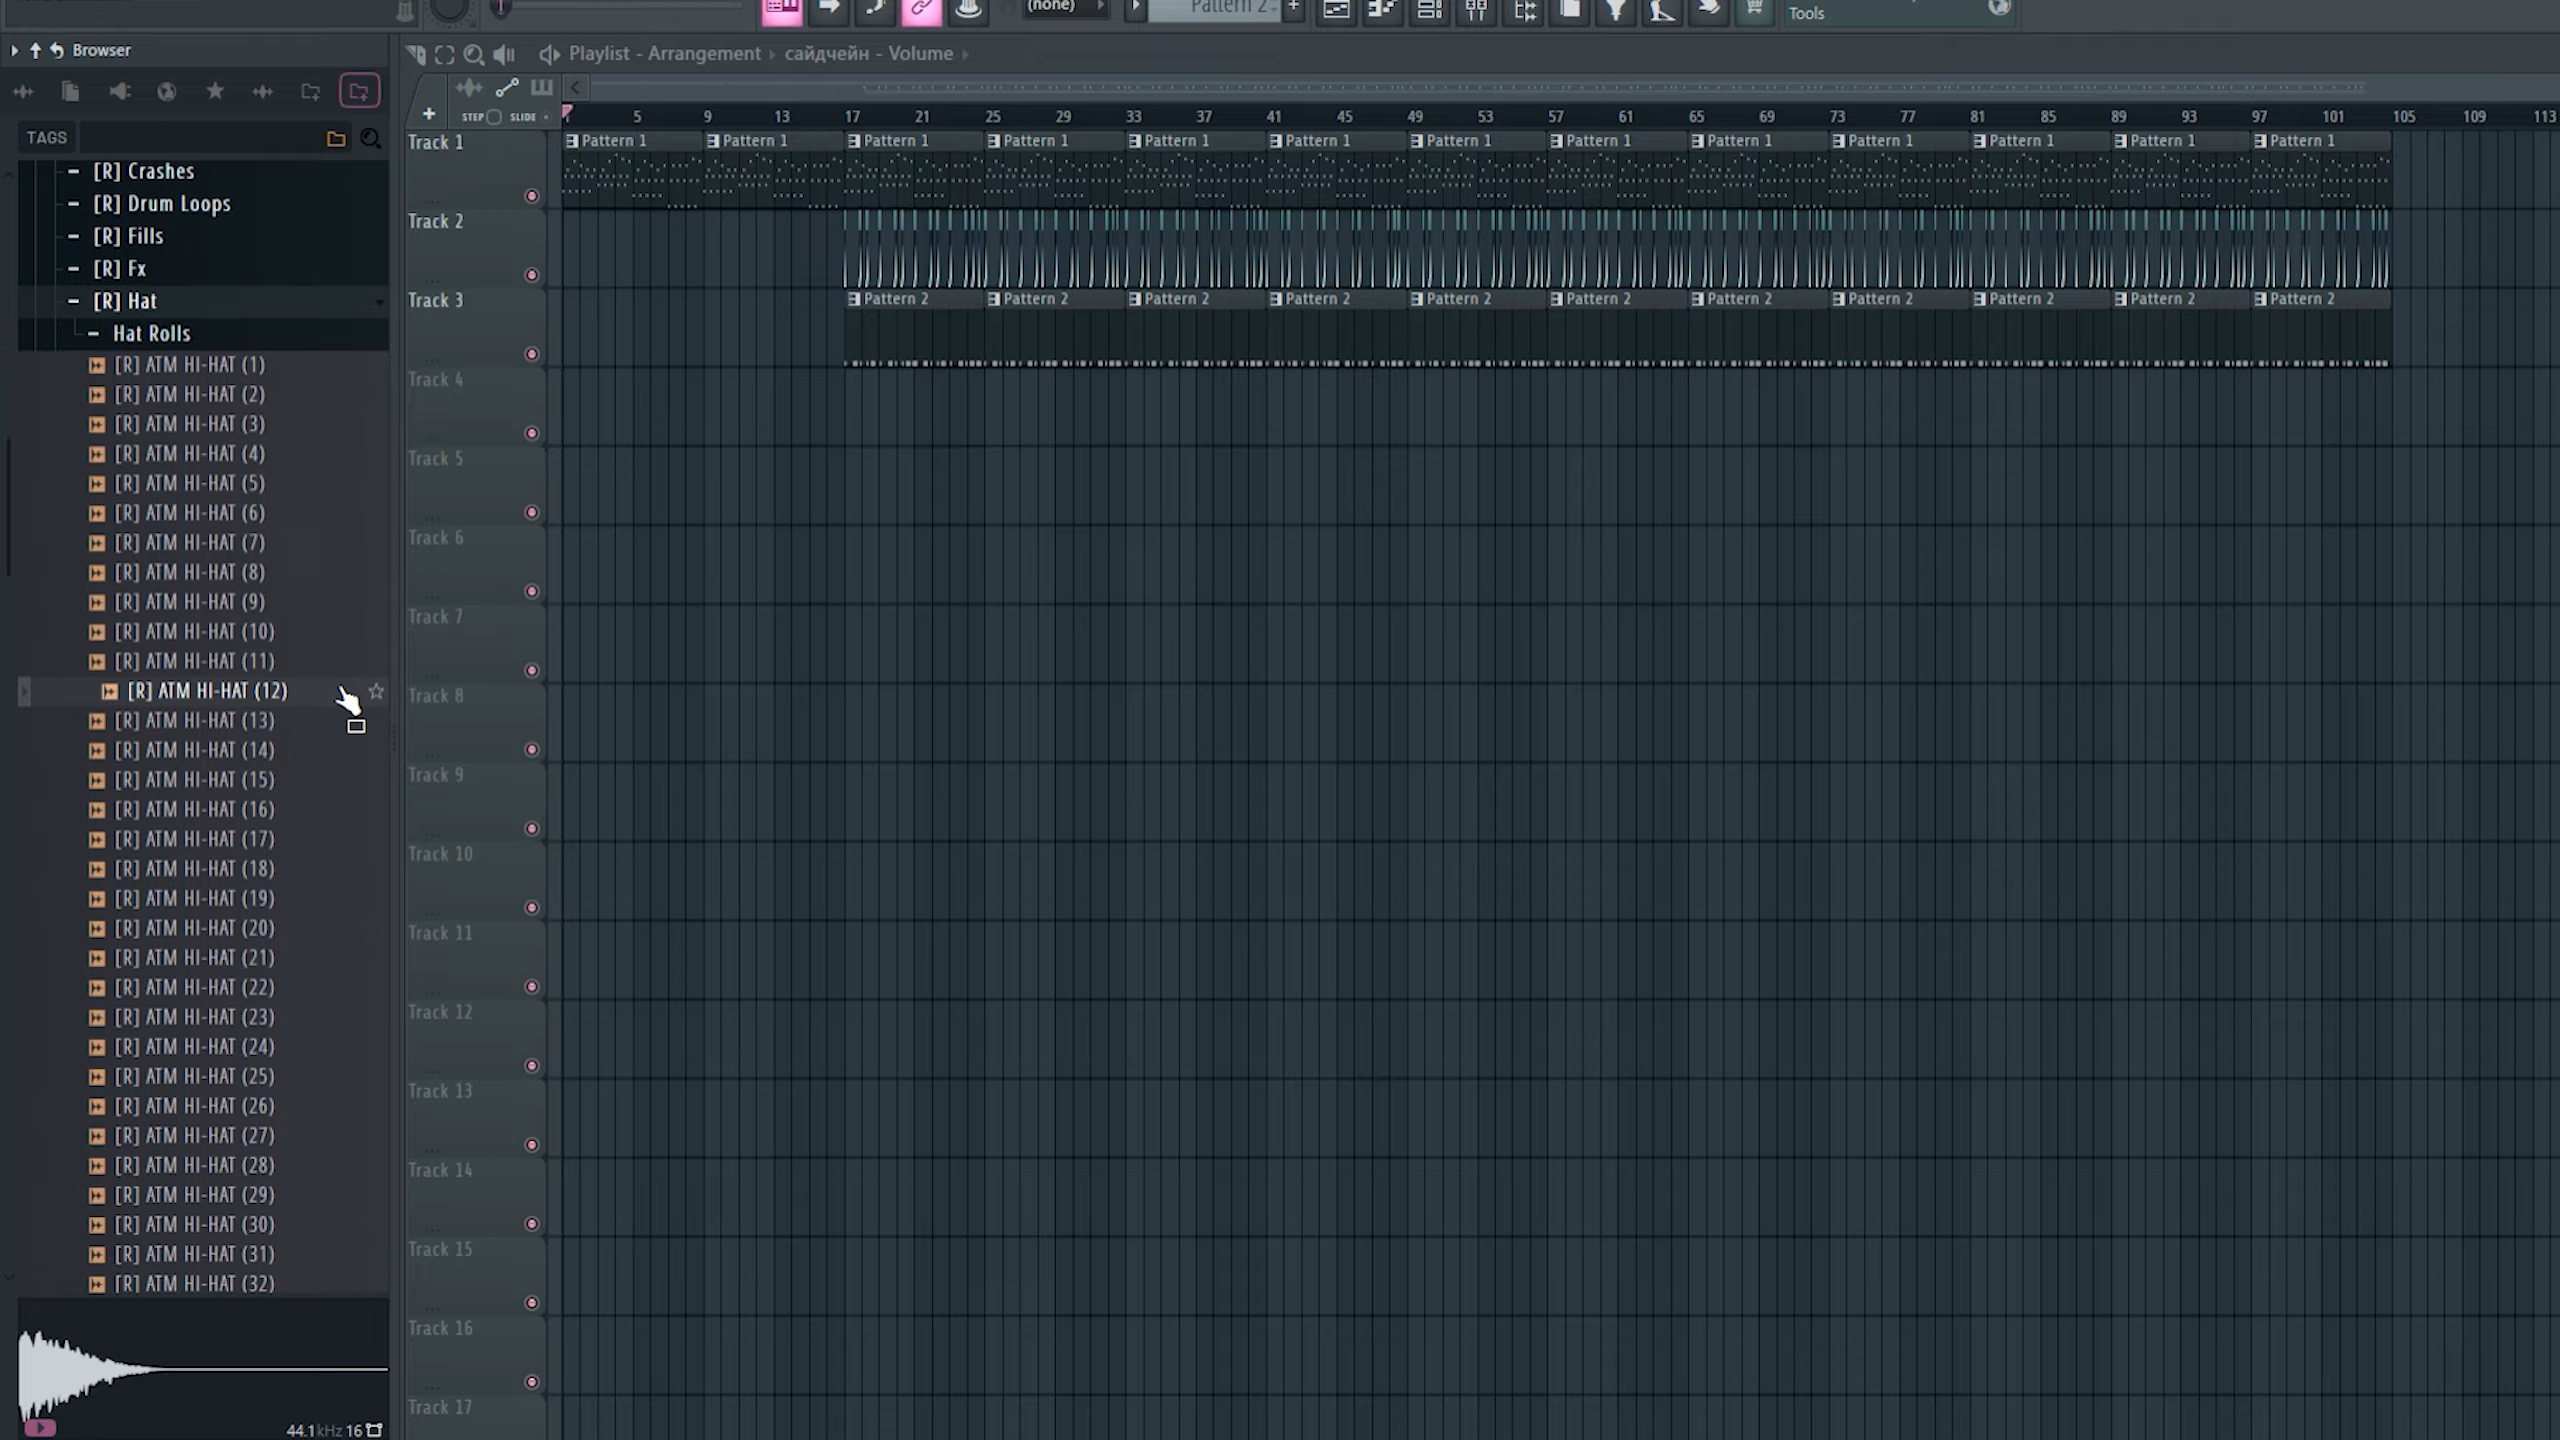 (none)
Pattern 2
Tools
Browser
Playlist - Arrangement сайдчейн - Volume
TAGS
STEP SLIDE
1 5 9 13 17 21 25 29 33 37 41 45 49 53 57 61 65 69 73 77 81 85 89 93 97 101 105 109 113
[R] Crashes
[R] Drum Loops
[R] Fills
[R] Fx
[R] Hat
Hat Rolls
[R] ATM HI-HAT (1)
[R] ATM HI-HAT (2)
[R] ATM HI-HAT (3)
[R] ATM HI-HAT (4)
[R] ATM HI-HAT (5)
[R] ATM HI-HAT (6)
[R] ATM HI-HAT (7)
[R] ATM HI-HAT (8)
[R] ATM HI-HAT (9)
[R] ATM HI-HAT (10)
[R] ATM HI-HAT (11)
[R] ATM HI-HAT (12)
[R] ATM HI-HAT (13)
[R] ATM HI-HAT (14)
[R] ATM HI-HAT (15)
[R] ATM HI-HAT (16)
[R] ATM HI-HAT (17)
[R] ATM HI-HAT (18)
[R] ATM HI-HAT (19)
[R] ATM HI-HAT (20)
[R] ATM HI-HAT (21)
[R] ATM HI-HAT (22)
[R] ATM HI-HAT (23)
[R] ATM HI-HAT (24)
[R] ATM HI-HAT (25)
[R] ATM HI-HAT (26)
[R] ATM HI-HAT (27)
[R] ATM HI-HAT (28)
[R] ATM HI-HAT (29)
[R] ATM HI-HAT (30)
[R] ATM HI-HAT (31)
[R] ATM HI-HAT (32)
44.1kHz 16
Track 1 Pattern 1 Pattern 1 Pattern 1 Pattern 1 Pattern 1 Pattern 1 Pattern 1 Pattern 1 Pattern 1 Pattern 1 Pattern 1 Pattern 1 Pattern 1
Track 2
Track 3 Pattern 2 Pattern 2 Pattern 2 Pattern 2 Pattern 2 Pattern 2 Pattern 2 Pattern 2 Pattern 2 Pattern 2 Pattern 2
Track 4
Track 5
Track 6
Track 7
Track 8
Track 9
Track 10
Track 11
Track 12
Track 13
Track 14
Track 15
Track 16
Track 17